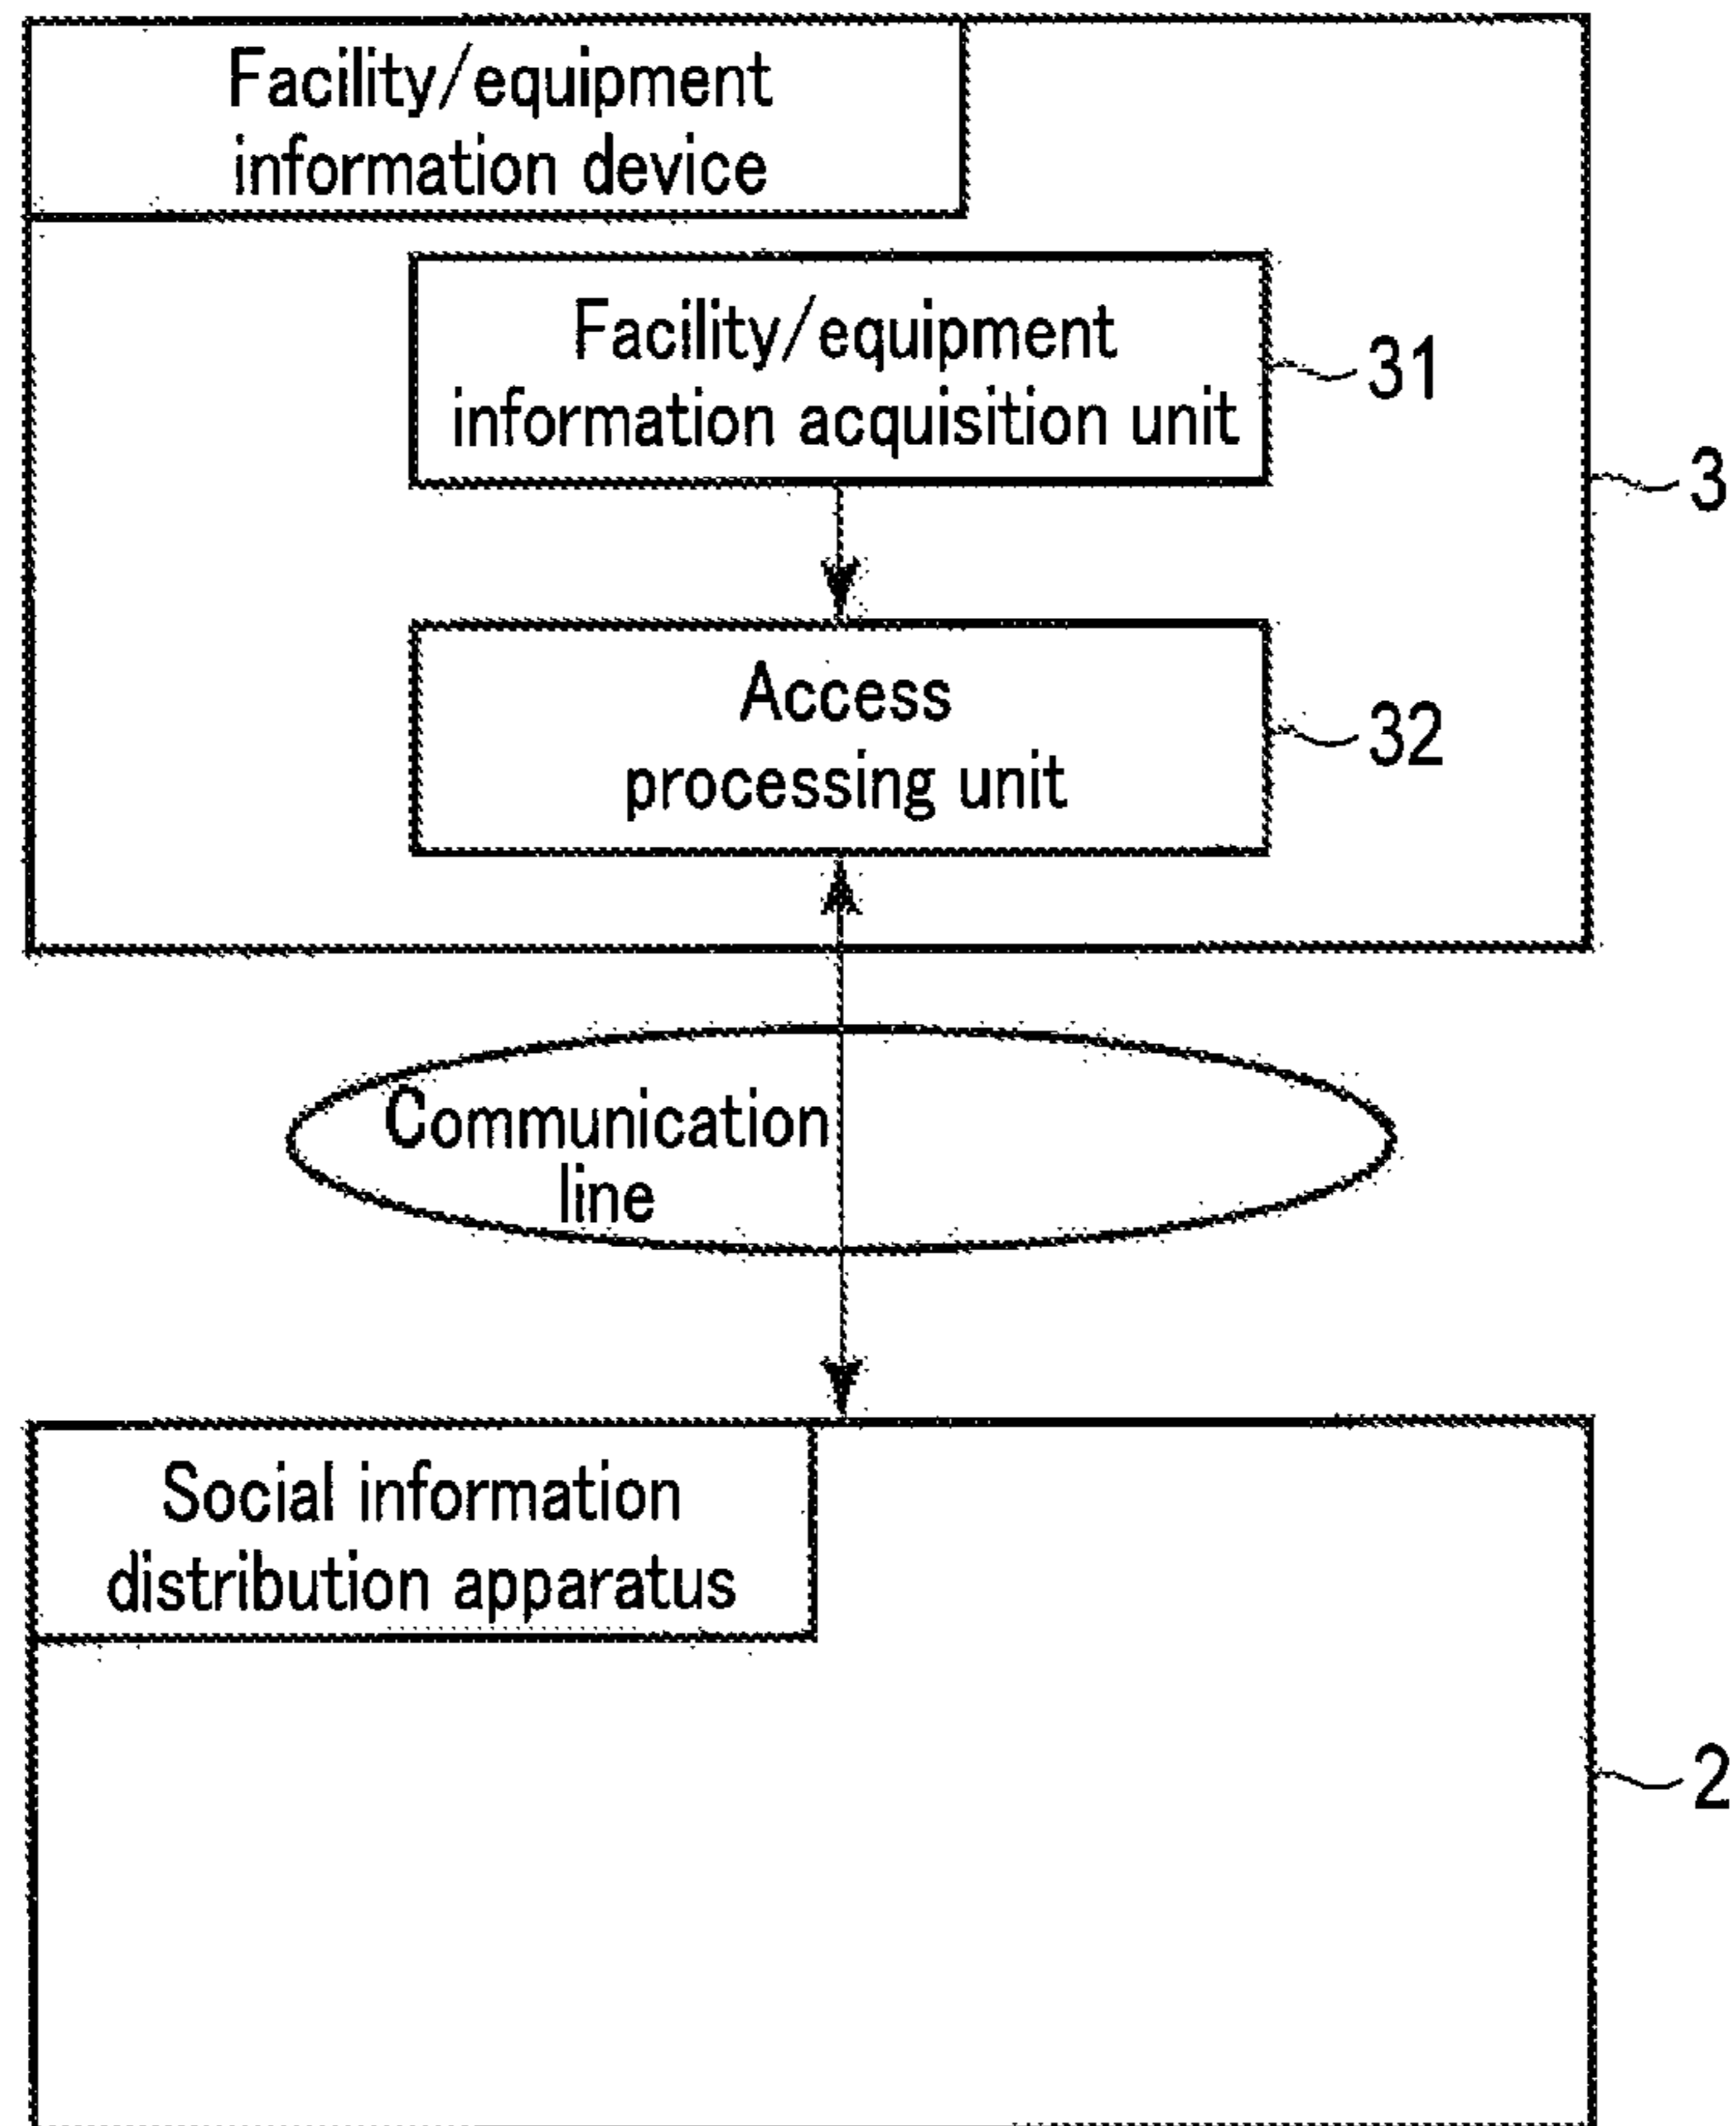 Facility/equipment
information device
Facility/equipment
information acquisition unit
31
3
Access
processing unit
32
Communication
line
Social information
distribution apparatus
2